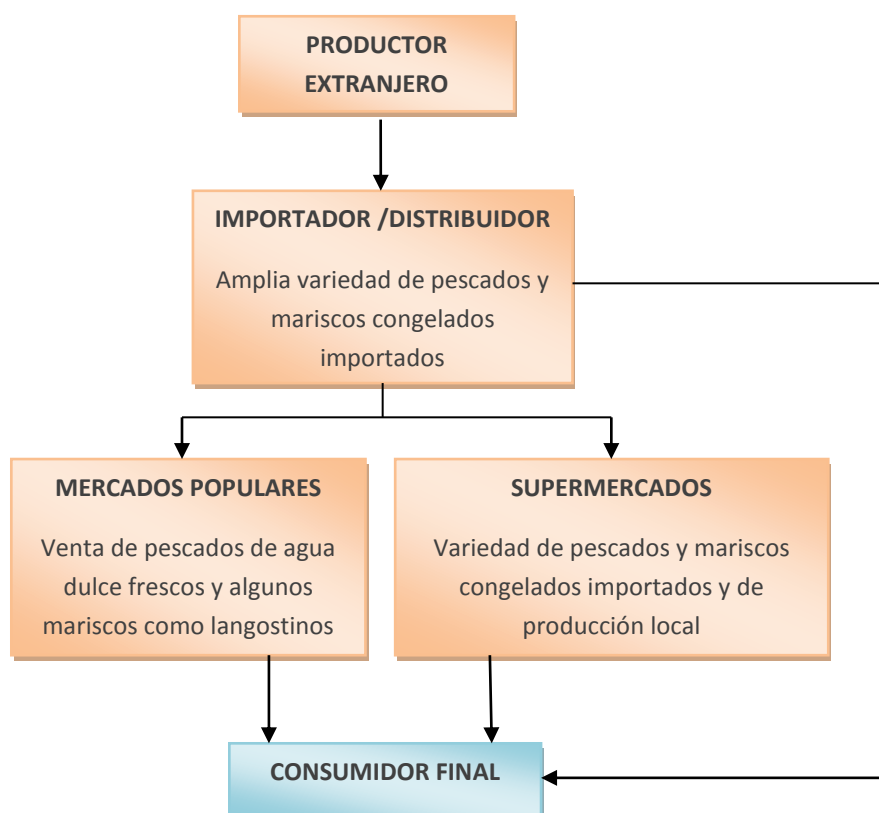 PRODUCTOR
EXTRANJERO
IMPORTADOR /DISTRIBUIDOR
Amplia variedad de pescados y
mariscos congelados
importados
MERCADOS POPULARES
Venta de pescados de agua
dulce frescos y algunos
mariscos como langostinos
SUPERMERCADOS
Variedad de pescados y mariscos
congelados importados y de
producción local
CONSUMIDOR FINAL